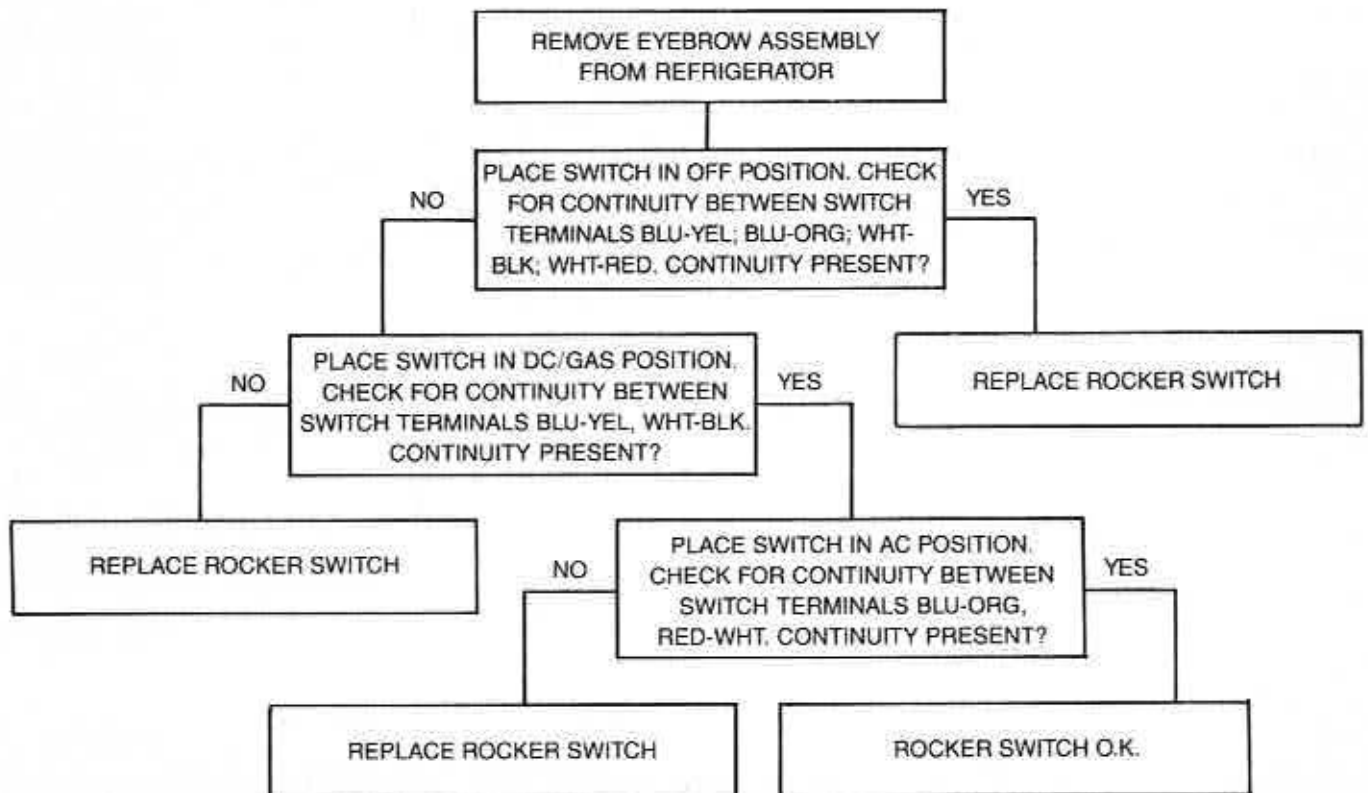 REMOVE EYEBROW ASSEMBLY
FROM REFRIGERATOR
PLACE SWITCH IN OFF POSITION. CHECK
FOR CONTINUITY BETWEEN SWITCH
TERMINALS BLU-YEL; BLU-ORG; WHT-
BLK; WHT-RED. CONTINUITY PRESENT?
NO
YES
PLACE SWITCH IN DC/GAS POSITION.
CHECK FOR CONTINUITY BETWEEN
SWITCH TERMINALS BLU-YEL, WHT-BLK.
CONTINUITY PRESENT?
NO
YES
REPLACE ROCKER SWITCH
REPLACE ROCKER SWITCH
PLACE SWITCH IN AC POSITION.
CHECK FOR CONTINUITY BETWEEN
SWITCH TERMINALS BLU-ORG,
RED-WHT. CONTINUITY PRESENT?
NO
YES
REPLACE ROCKER SWITCH
ROCKER SWITCH O.K.